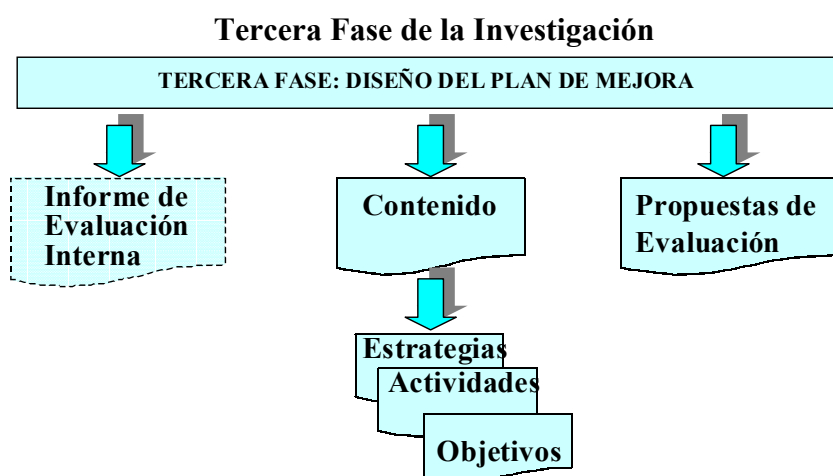 Tercera Fase de la Investigación
TERCERA FASE: DISEÑO DEL PLAN DE MEJORA
Informe de
Evaluación
Interna
Contenido
Propuestas de
Evaluación
Estrategias
Actividades
Objetivos